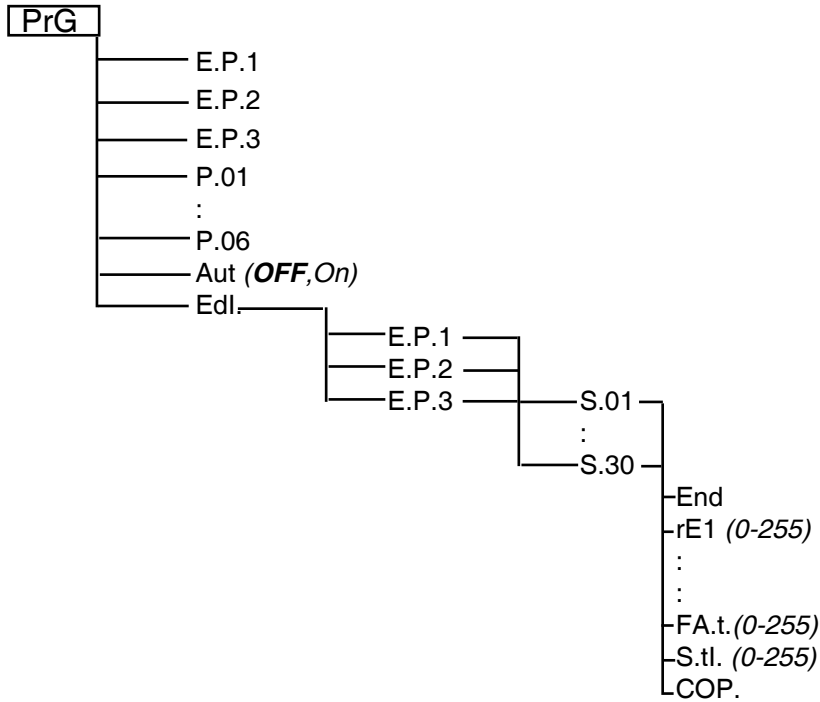 PrG
E.P.1
E.P.2
E.P.3
P.01
:
P.06
Aut (OFF,On)
EdI.
E.P.1
E.P.2
E.P.3
S.01
:
S.30
End
rE1 (0-255)
:
:
FA.t.(0-255)
S.tI. (0-255)
COP.